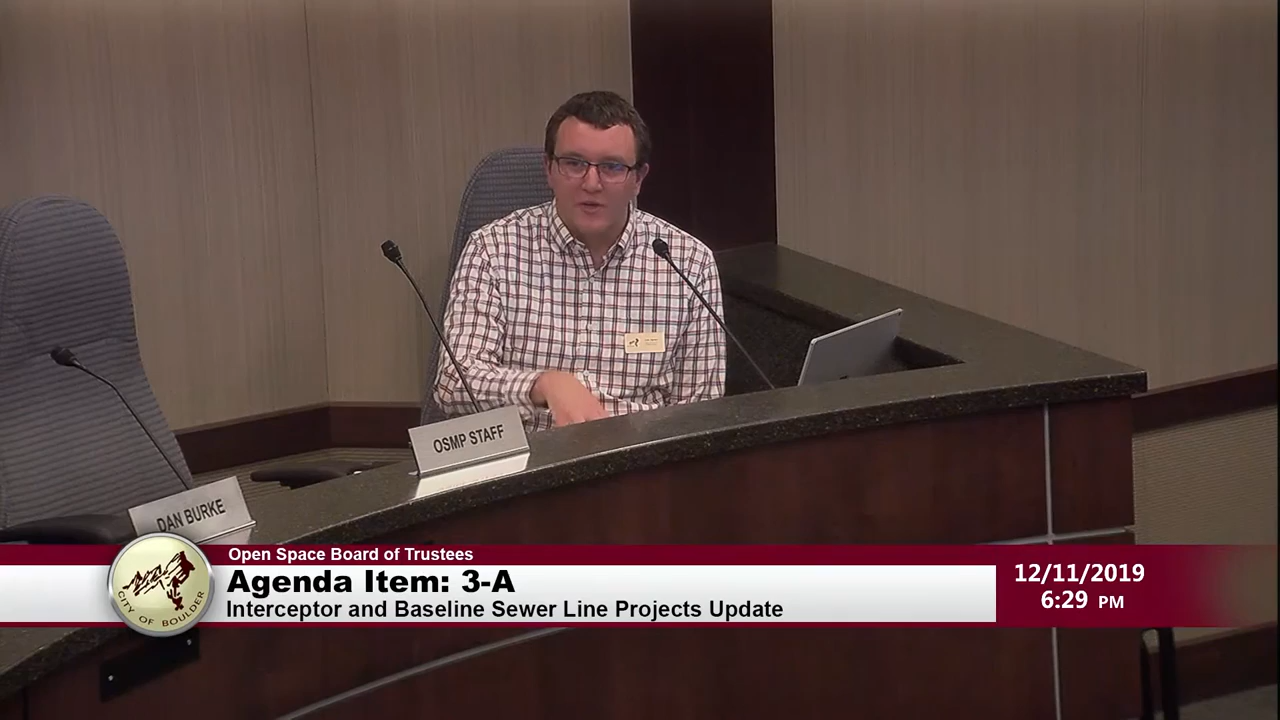 OSMP STAFF
DAN BURKE
Open Space Board of Trustees
Agenda Item: 3-A
Interceptor and Baseline Sewer Line Projects Update
CITY OF BOULDER
12/11/2019
6:29 PM